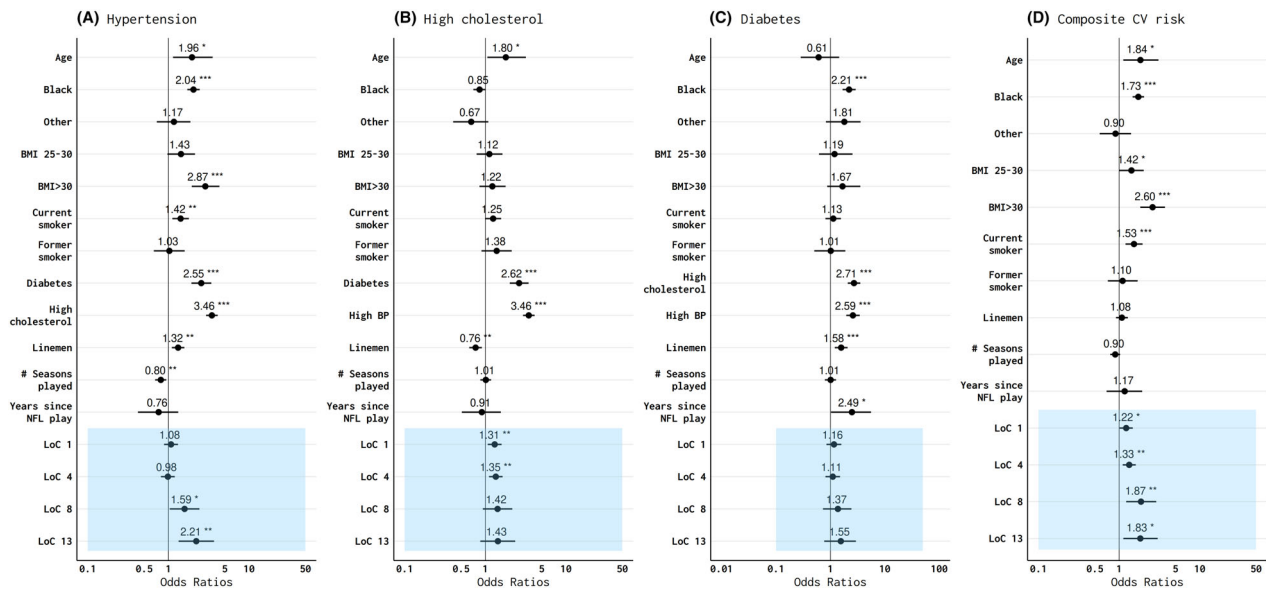 (A) Hypertension
Age
1.96 *
Black
2.04 ***
Other
1.17
BMI 25-30
1.43
BMI>30
2.87 ***
Current
smoker
1.42 **
Former
smoker
1.03
Diabetes
2.55 ***
High
cholesterol
3.46 ***
Linemen
1.32 **
# Seasons
played
0.80 **
Years since
NFL play
0.76
LoC 1
1.08
LoC 4
0.98
LoC 8
1.59 *
LoC 13
2.21 **
0.1 0.5 1 5 10 50
Odds Ratios
(B) High cholesterol
Age
1.80 *
Black
0.85
Other
0.67
BMI 25-30
1.12
BMI>30
1.22
Current
smoker
1.25
Former
smoker
1.38
Diabetes
2.62 ***
High BP
3.46 ***
Linemen
0.76 **
# Seasons
played
1.01
Years since
NFL play
0.91
LoC 1
1.31 **
LoC 4
1.35 **
LoC 8
1.42
LoC 13
1.43
0.1 0.5 1 5 10 50
Odds Ratios
(C) Diabetes
Age
0.61
Black
2.21 ***
Other
1.81
BMI 25-30
1.19
BMI>30
1.67
Current
smoker
1.13
Former
smoker
1.01
High
cholesterol
2.71 ***
High BP
2.59 ***
Linemen
1.58 ***
# Seasons
played
1.01
Years since
NFL play
2.49 *
LoC 1
1.16
LoC 4
1.11
LoC 8
1.37
LoC 13
1.55
0.01 0.1 1 10 100
Odds Ratios
(D) Composite CV risk
Age
1.84 *
Black
1.73 ***
Other
0.90
BMI 25-30
1.42 *
BMI>30
2.60 ***
Current
smoker
1.53 ***
Former
smoker
1.10
Linemen
1.08
# Seasons
played
0.90
Years since
NFL play
1.17
LoC 1
1.22 *
LoC 4
1.33 **
LoC 8
1.87 **
LoC 13
1.83 *
0.1 0.5 1 5 10 50
Odds Ratios